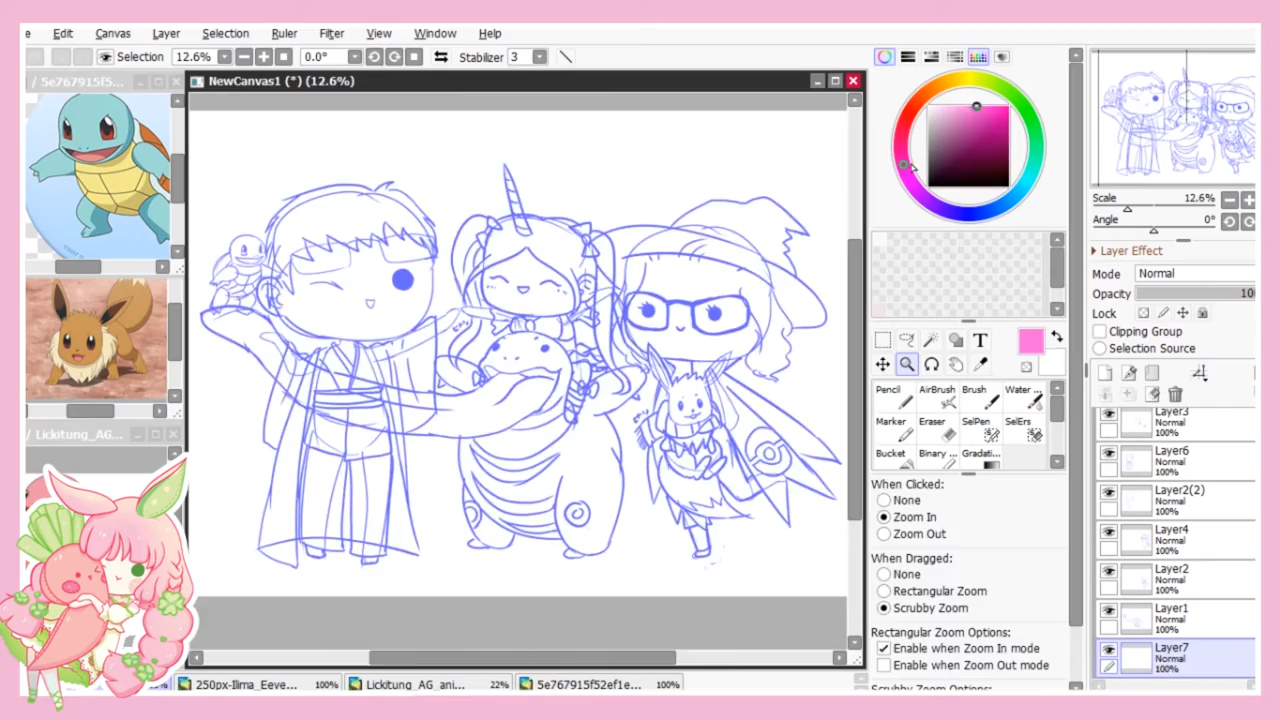 e Edit Canvas Layer Selection Ruler Filter View Window Help
Selection 12.6% 0.0° Stabilizer 3
/ 5e767915f5...
NewCanvas1 (*) (12.6%)
Scale 12.6%
Angle 0°
Layer Effect
Mode Normal
Opacity 10
Lock
Clipping Group
Selection Source
T
Pencil AirBrush Brush Water ...
Marker Eraser SelPen SelErs
Bucket Binary ... Gradati...
When Clicked:
None
Zoom In
Zoom Out
When Dragged:
None
Rectangular Zoom
Scrubby Zoom
Rectangular Zoom Options:
Enable when Zoom In mode
Enable when Zoom Out mode
Scrubby Zoom Options:
Layer3
Normal
100%
Layer6
Normal
100%
Layer2(2)
Normal
100%
Layer4
Normal
100%
Layer2
Normal
100%
Layer1
Normal
100%
Layer7
Normal
100%
/ Lickitung_AG...
250px-Ilima_Eeve... 100% Lickitung_AG_ani... 22% 5e767915f52ef1e... 100%